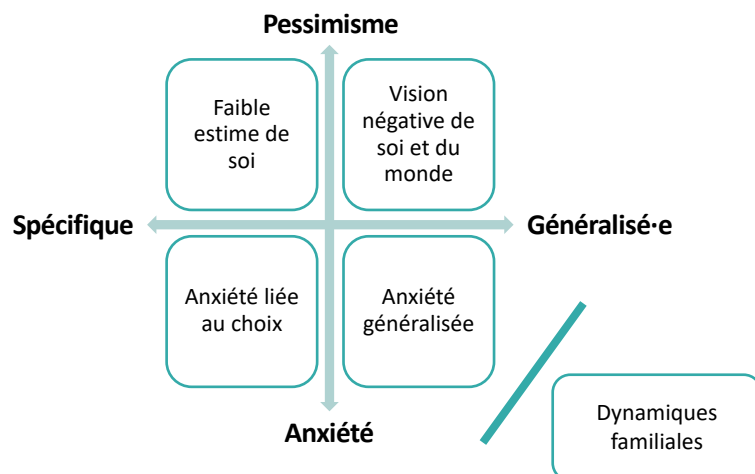 Pessimisme
Faible
estime de
soi
Vision
négative de
soi et du
monde
Spécifique
Généralisé·e
Anxiété liée
au choix
Anxiété
généralisée
Anxiété
Dynamiques
familiales